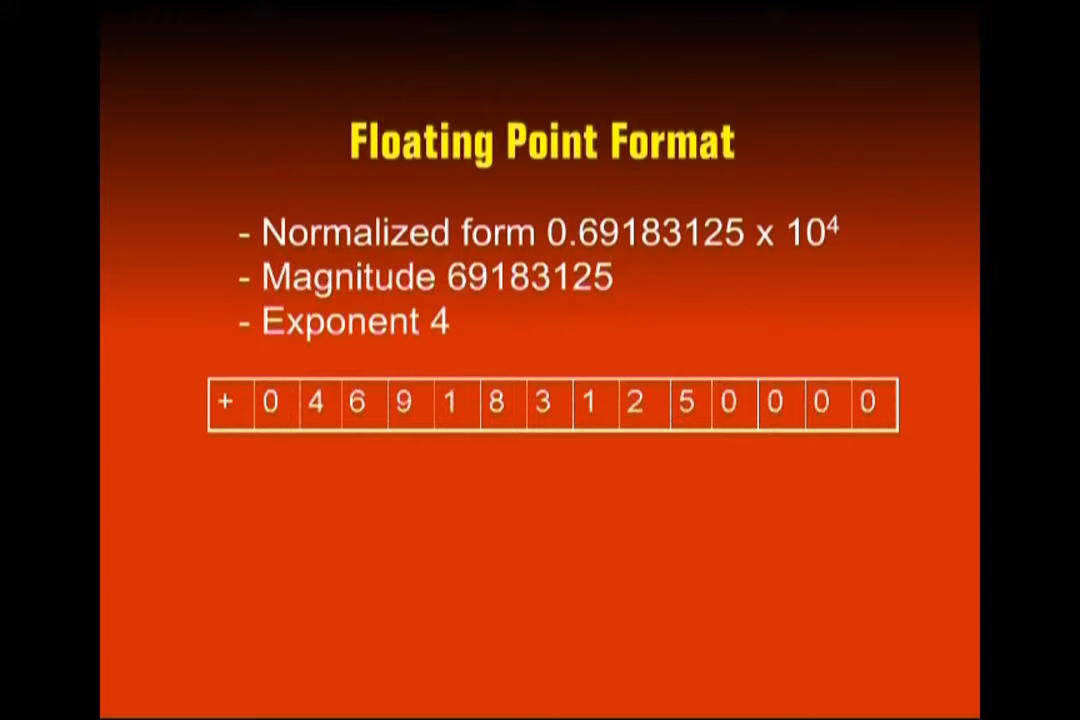 Floating Point Format
- Normalized form 0.69183125 x 10⁴
- Magnitude 69183125
- Exponent 4
+ 0 4 6 9 1 8 3 1 2 5 0 0 0 0